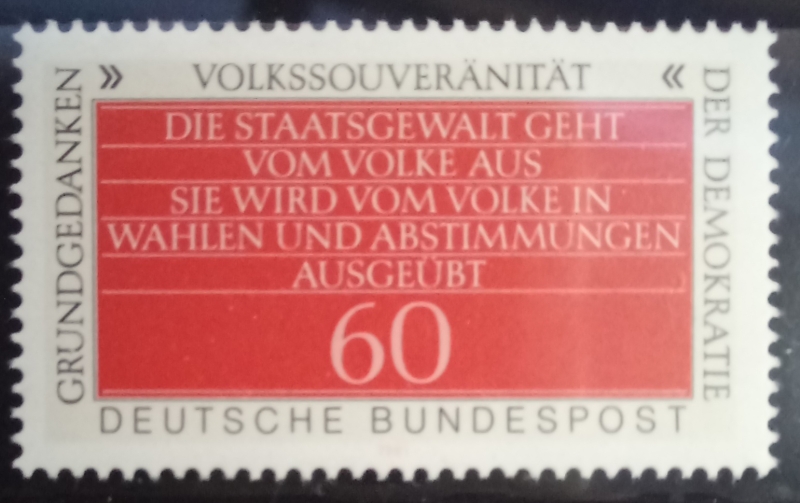 GRUNDGEDANKEN
» VOLKSSOUVERÄNITÄT «
DER DEMOKRATIE
DIE STAATSGEWALT GEHT
VOM VOLKE AUS
SIE WIRD VOM VOLKE IN
WAHLEN UND ABSTIMMUNGEN
AUSGEÜBT
60
DEUTSCHE BUNDESPOST